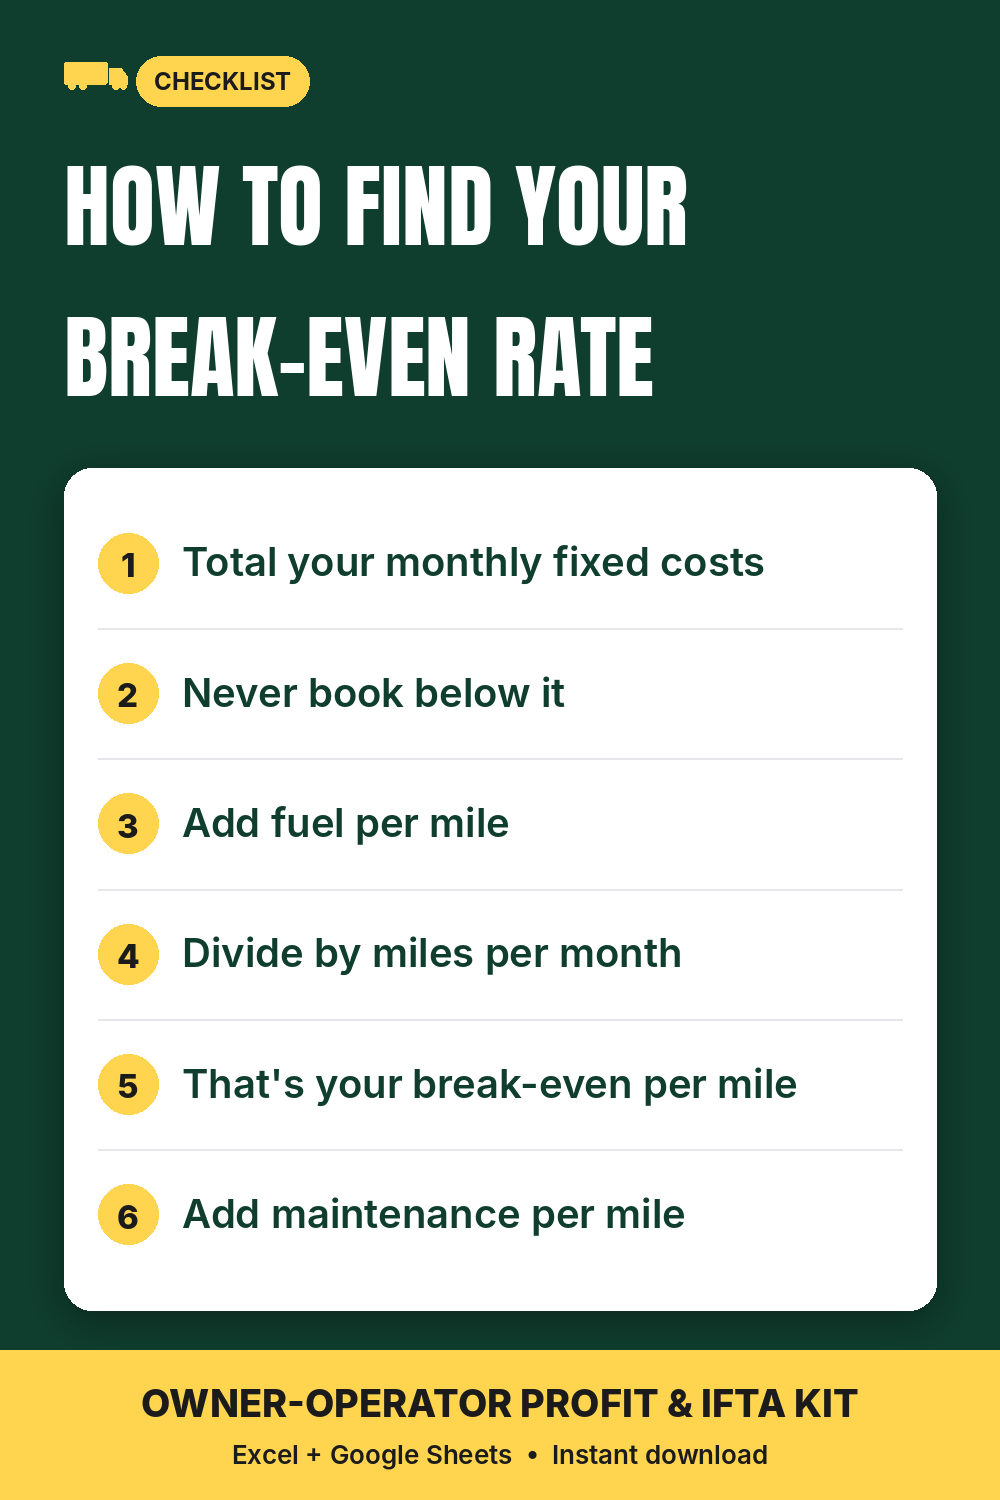 CHECKLIST
HOW TO FIND YOUR
BREAK-EVEN RATE
1 Total your monthly fixed costs
2 Never book below it
3 Add fuel per mile
4 Divide by miles per month
5 That's your break-even per mile
6 Add maintenance per mile
OWNER-OPERATOR PROFIT & IFTA KIT
Excel + Google Sheets • Instant download